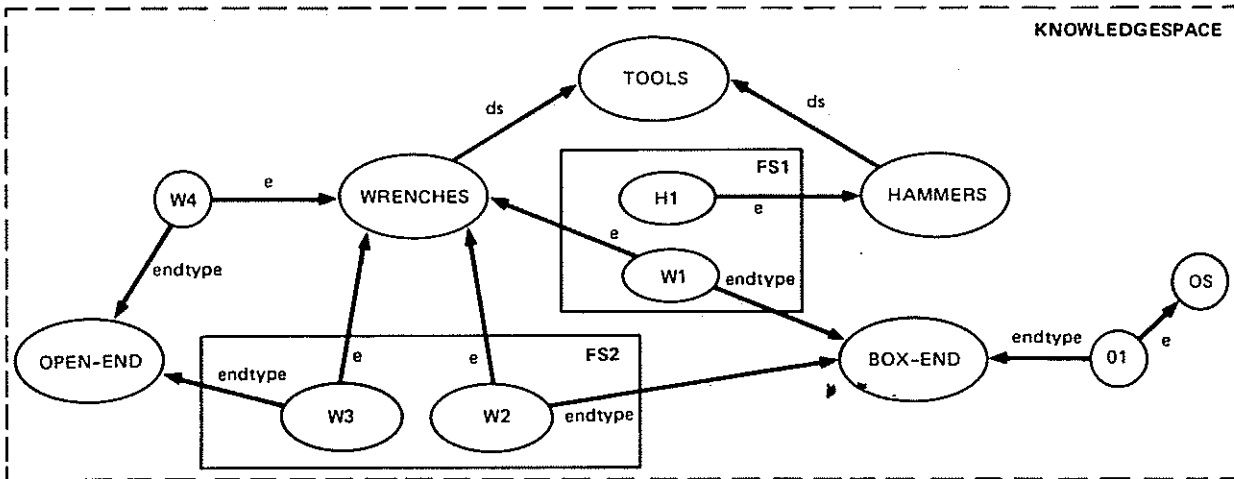 KNOWLEDGESPACE
TOOLS
ds
ds
FS1
W4
e
WRENCHES
H1
e
HAMMERS
e
W1
endtype
endtype
OS
OPEN-END
FS2
BOX-END
endtype
01
e
e
e
endtype
W3
W2
endtype